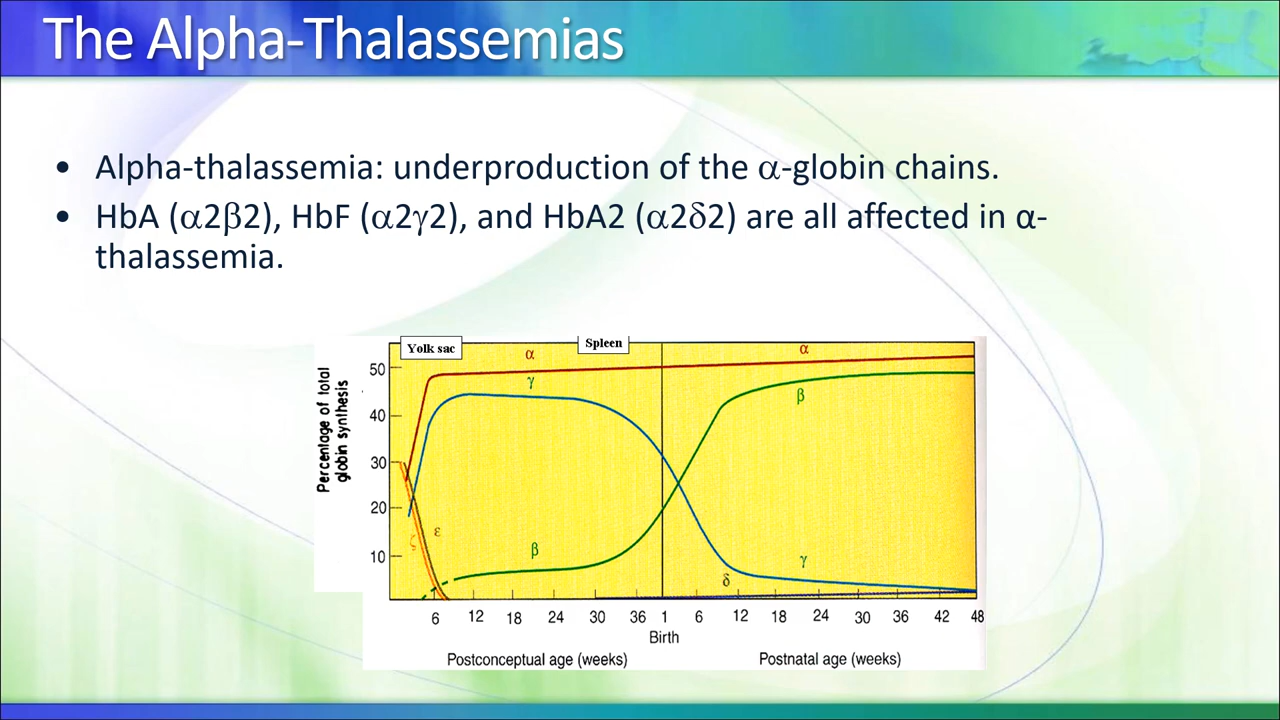 The Alpha-Thalassemias
• Alpha-thalassemia: underproduction of the α-globin chains.
• HbA (α2β2), HbF (α2γ2), and HbA2 (α2δ2) are all affected in α-
thalassemia.
Yolk sac
Spleen
Percentage of total
globin synthesis
50
40
30
20
10
α
α
γ
β
ε
ζ
β
γ
δ
6 12 18 24 30 36 1 6 12 18 24 30 36 42 48
Birth
Postconceptual age (weeks)
Postnatal age (weeks)